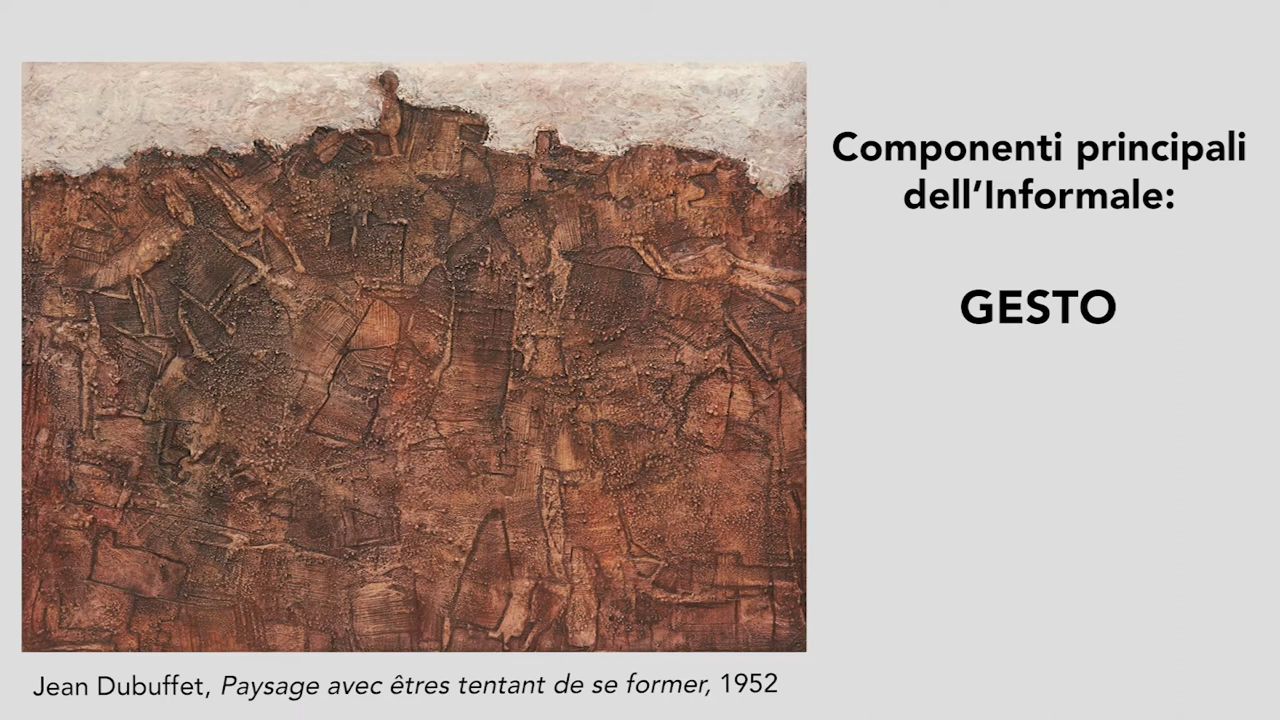 Componenti principali
dell’Informale:
GESTO
Jean Dubuffet, Paysage avec êtres tentant de se former, 1952